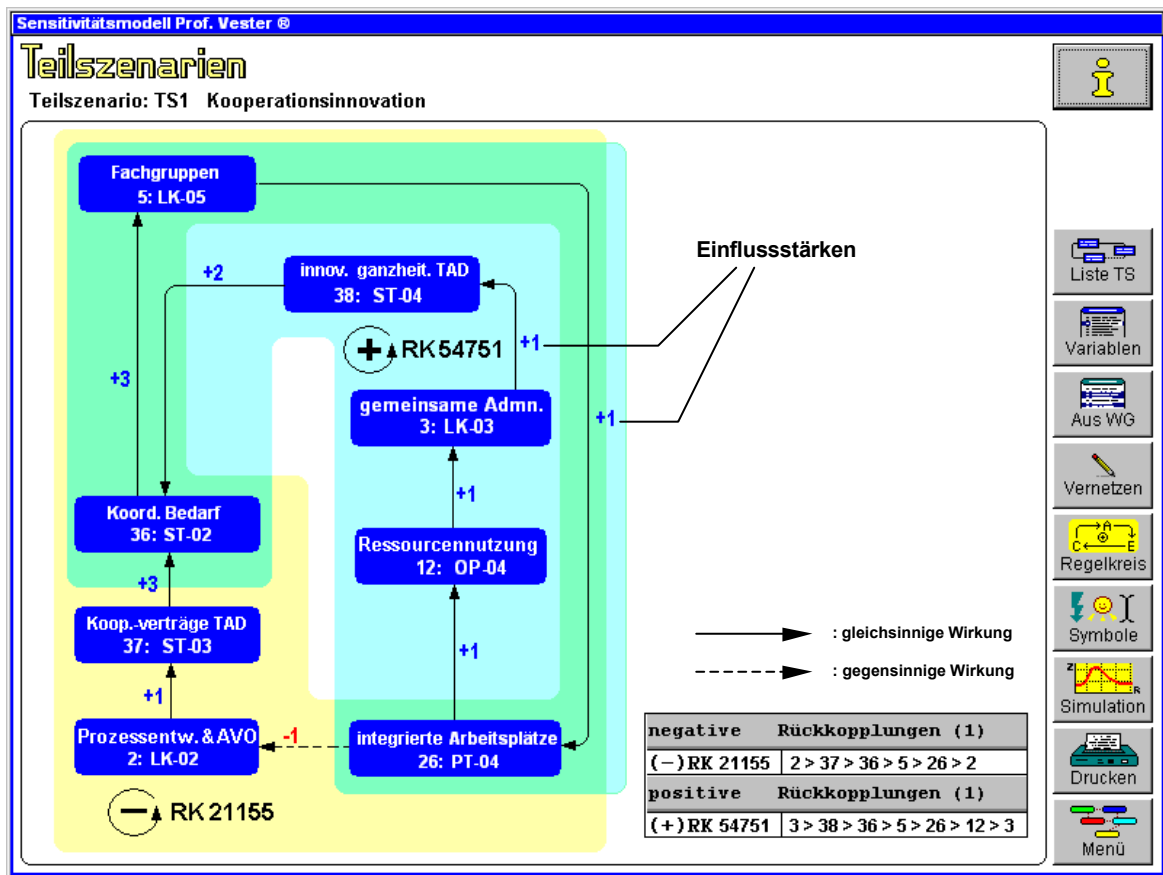 Sensitivitätsmodell Prof. Vester ®
Teilszenarien
Teilszenario: TS1 Kooperationsinnovation
Fachgruppen
5: LK-05
+2
innov. ganzheit. TAD
38: ST-04
Einflussstärken
RK 54751
+1
+3
gemeinsame Admn.
3: LK-03
+1
+1
Koord. Bedarf
36: ST-02
Ressourcennutzung
12: OP-04
+3
Koop.-verträge TAD
37: ST-03
+1
+1
Prozessentw. & AVO
2: LK-02
-1
integrierte Arbeitsplätze
26: PT-04
RK 21155
: gleichsinnige Wirkung
: gegensinnige Wirkung
negative Rückkopplungen (1)
(-)RK 21155 2 > 37 > 36 > 5 > 26 > 2
positive Rückkopplungen (1)
(+)RK 54751 3 > 38 > 36 > 5 > 26 > 12 > 3
i
Liste TS
Variablen
Aus WG
Vernetzen
A
C E
Regelkreis
Symbole
Z
R
Simulation
Drucken
Menü